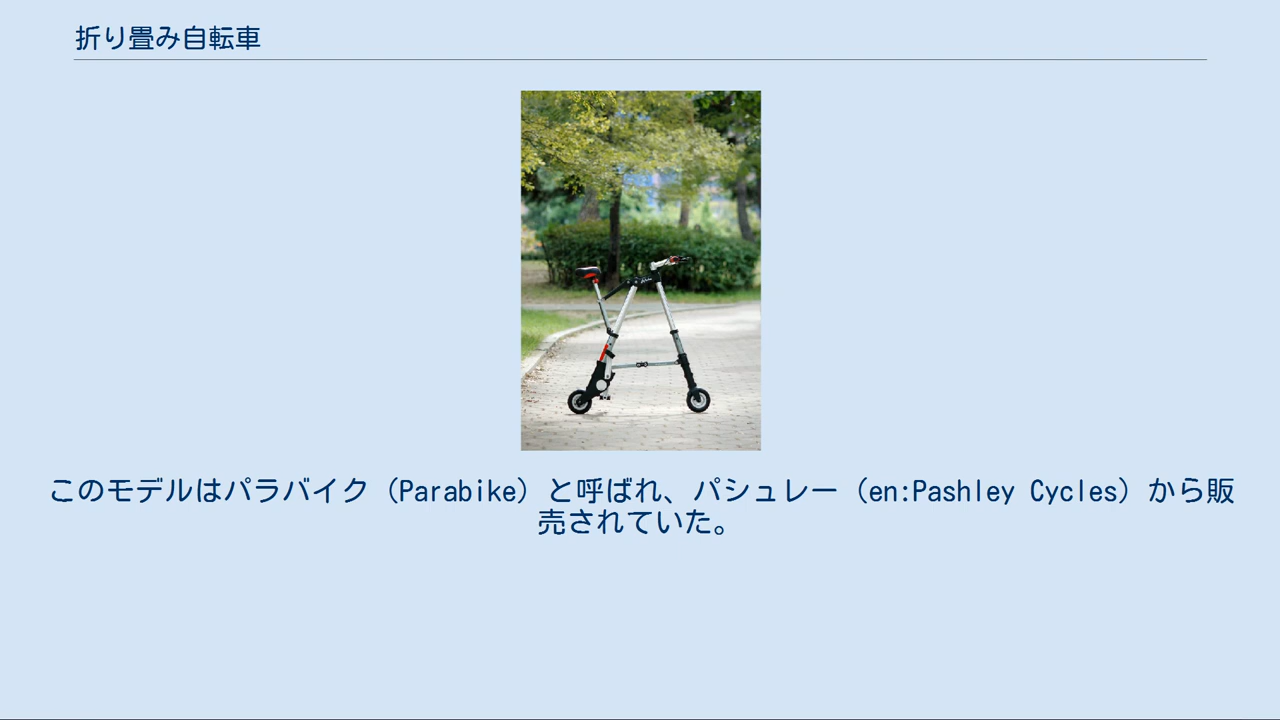 折り畳み自転車
このモデルはパラバイク（Parabike）と呼ばれ、パシュレー（en:Pashley Cycles）から販
売されていた。